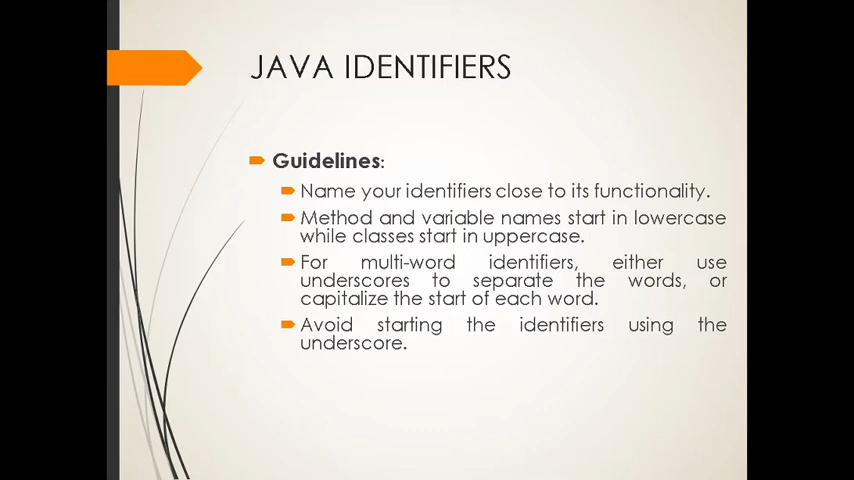 JAVA IDENTIFIERS
Guidelines:
Name your identifiers close to its functionality.
Method and variable names start in lowercase
while classes start in uppercase.
For multi-word identifiers, either use
underscores to separate the words, or
capitalize the start of each word.
Avoid starting the identifiers using the
underscore.